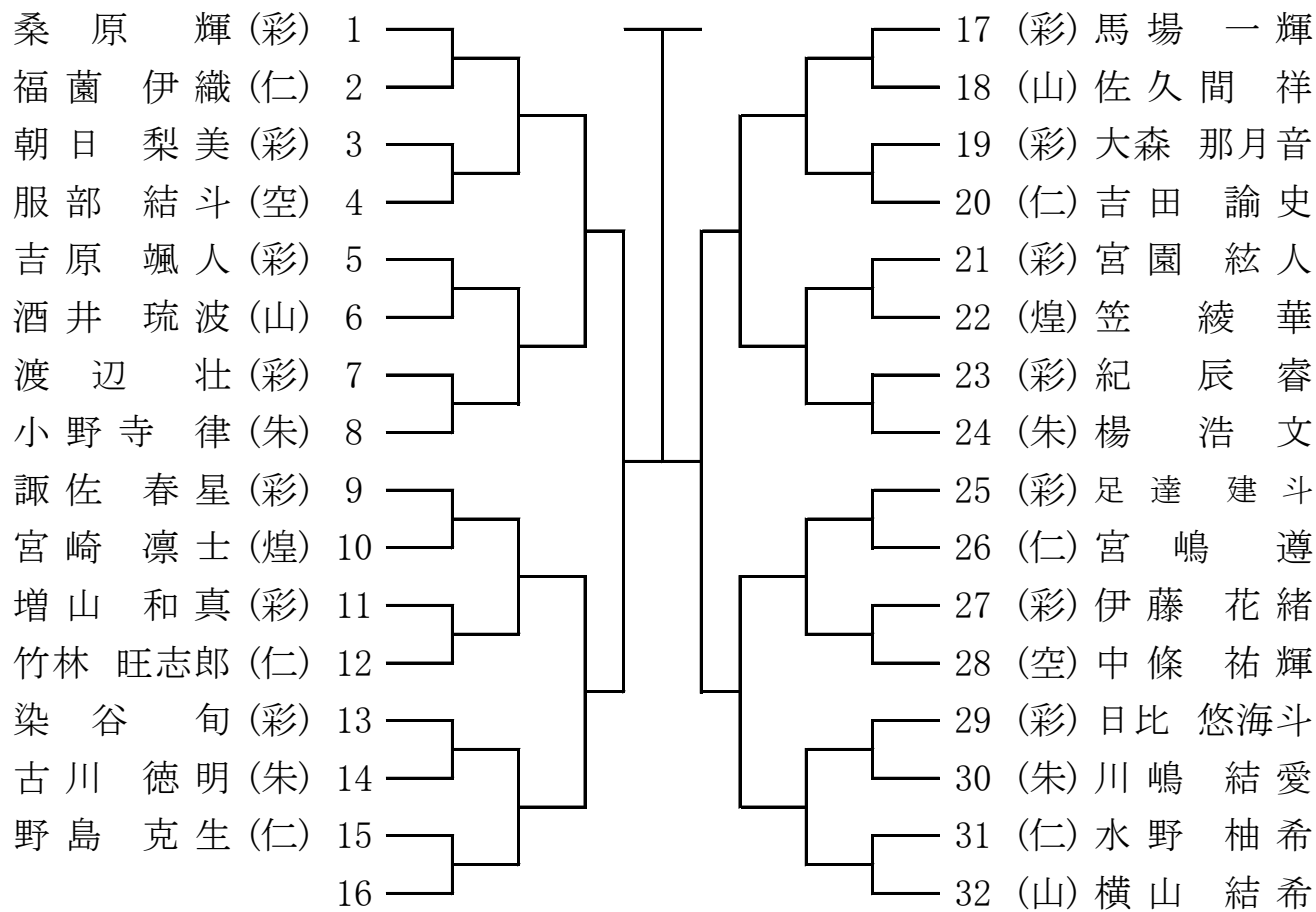 桑原 輝 (彩) 1
福薗 伊織 (仁) 2
朝日 梨美 (彩) 3
服部 結斗 (空) 4
吉原 颯人 (彩) 5
酒井 琉波 (山) 6
渡辺 壮 (彩) 7
小野寺 律 (朱) 8
諏佐 春星 (彩) 9
宮崎 凛士 (煌) 10
増山 和真 (彩) 11
竹林 旺志郎 (仁) 12
染谷 旬 (彩) 13
古川 徳明 (朱) 14
野島 克生 (仁) 15
16
17 (彩) 馬場 一輝
18 (山) 佐久間 祥
19 (彩) 大森 那月音
20 (仁) 吉田 諭史
21 (彩) 宮園 絃人
22 (煌) 笠 綾華
23 (彩) 紀 辰睿
24 (朱) 楊 浩文
25 (彩) 足達 建斗
26 (仁) 宮嶋 遵
27 (彩) 伊藤 花緒
28 (空) 中條 祐輝
29 (彩) 日比 悠海斗
30 (朱) 川嶋 結愛
31 (仁) 水野 柚希
32 (山) 横山 結希